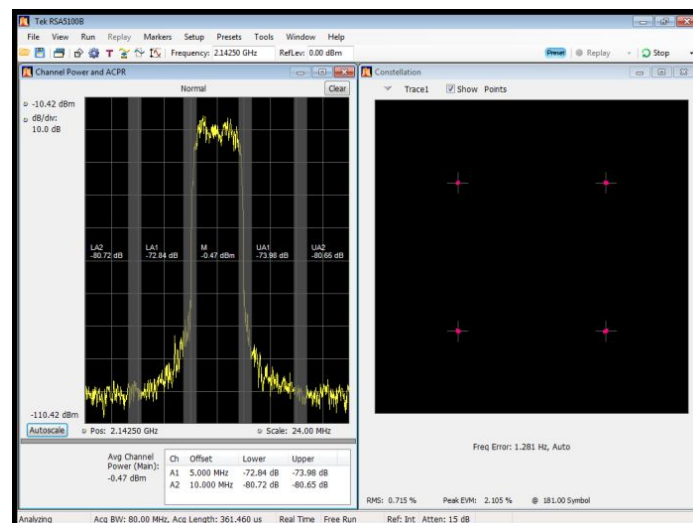 Tek RSA5100B
File View Run Replay Markers Setup Presets Tools Window Help
Frequency: 2.14250 GHz RefLev: 0.00 dBm Preset Replay Stop
Channel Power and ACPR
Normal Clear
-10.42 dBm
dB/div:
10.0 dB
LA2 LA1 M UA1 UA2
-80.72 dB -72.84 dB -0.47 dBm -73.98 dB -80.65 dB
-110.42 dBm
Autoscale Pos: 2.14250 GHz Scale: 24.00 MHz
Avg Channel
Power (Main):
-0.47 dBm
Ch Offset Lower Upper
A1 5.000 MHz -72.84 dB -73.98 dB
A2 10.000 MHz -80.72 dB -80.65 dB
Constellation
Trace1 Show Points
Freq Error: 1.281 Hz, Auto
RMS: 0.715 % Peak EVM: 2.105 % @ 181.00 Symbol
Analyzing Acq BW: 80.00 MHz, Acq Length: 361.460 us Real Time Free Run Ref: Int Atten: 15 dB